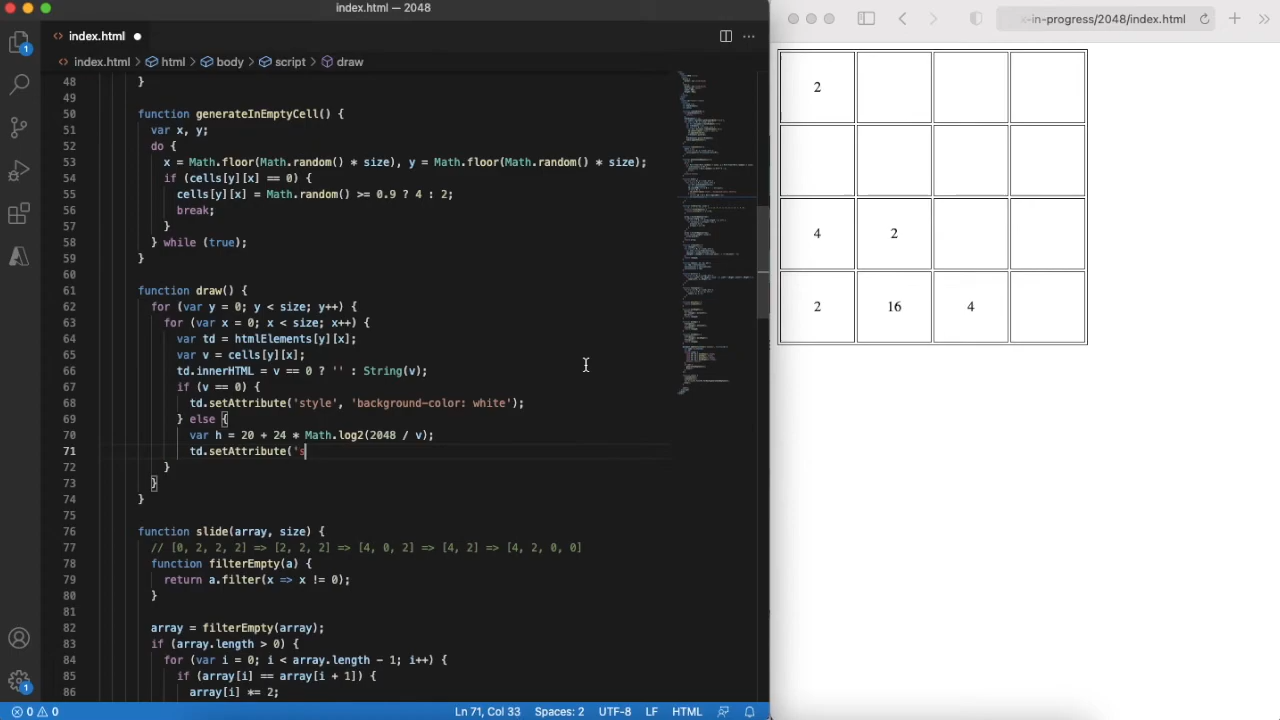 index.html — 2048
x-in-progress/2048/index.html
index.html
index.html > html > body > script > draw
48 }
49
50 function generateInEmptyCell() {
51 var x, y;
52 do {
53 x = Math.floor(Math.random() * size), y = Math.floor(Math.random() * size);
54 if (cells[y][x] == 0) {
55 cells[y][x] = Math.random() >= 0.9 ? 4 : 2;
56 break;
57 }
58 } while (true);
59 }
60
61 function draw() {
62 for (var y = 0; y < size; y++) {
63 for (var x = 0; x < size; x++) {
64 var td = htmlElements[y][x];
65 var v = cells[y][x];
66 td.innerHTML = v == 0 ? '' : String(v);
67 if (v == 0) {
68 td.setAttribute('style', 'background-color: white');
69 } else {
70 var h = 20 + 24 * Math.log2(2048 / v);
71 td.setAttribute('s
72 }
73 }
74 }
75
76 function slide(array, size) {
77 // [0, 2, 2, 2] => [2, 2, 2] => [4, 0, 2] => [4, 2] => [4, 2, 0, 0]
78 function filterEmpty(a) {
79 return a.filter(x => x != 0);
80 }
81
82 array = filterEmpty(array);
83 if (array.length > 0) {
84 for (var i = 0; i < array.length - 1; i++) {
85 if (array[i] == array[i + 1]) {
86 array[i] *= 2;
1
1
0 0
Ln 71, Col 33 Spaces: 2 UTF-8 LF HTML
2
4 2
2 16 4